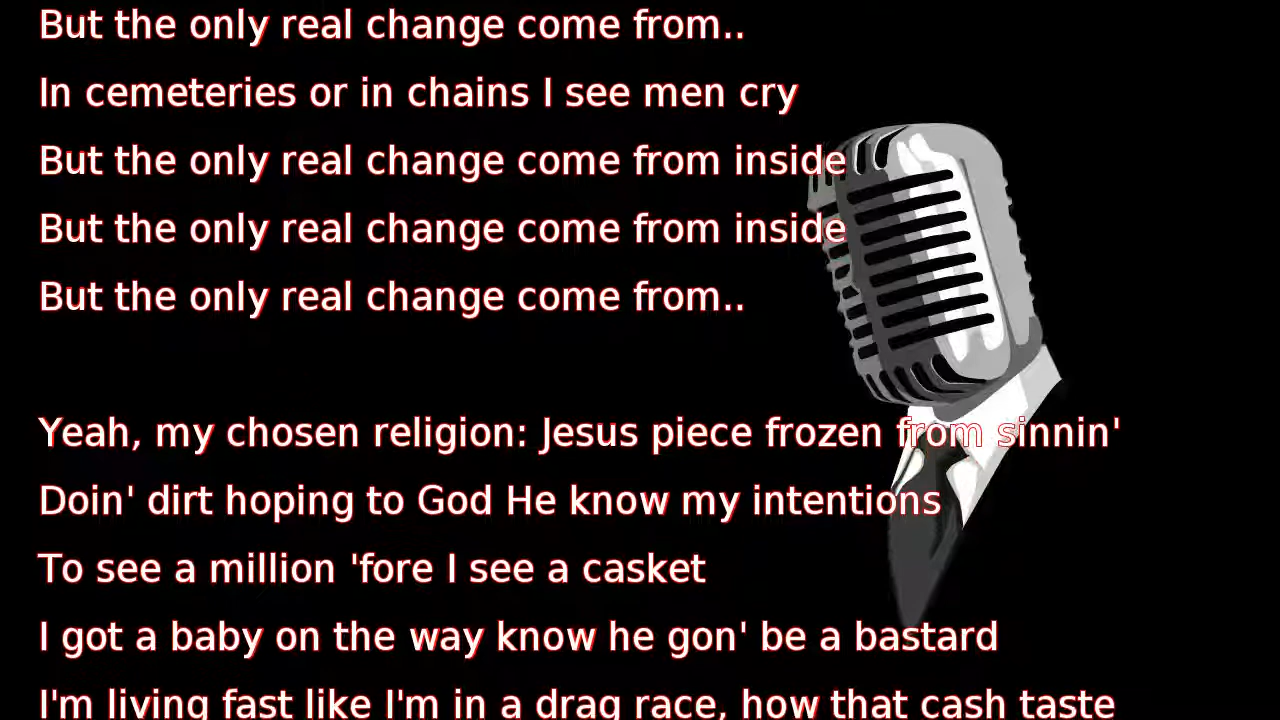 But the only real change come from..
In cemeteries or in chains I see men cry
But the only real change come from inside
But the only real change come from inside
But the only real change come from..
Yeah, my chosen religion: Jesus piece frozen from sinnin'
Doin' dirt hoping to God He know my intentions
To see a million 'fore I see a casket
I got a baby on the way know he gon' be a bastard
I'm living fast like I'm in a drag race, how that cash taste